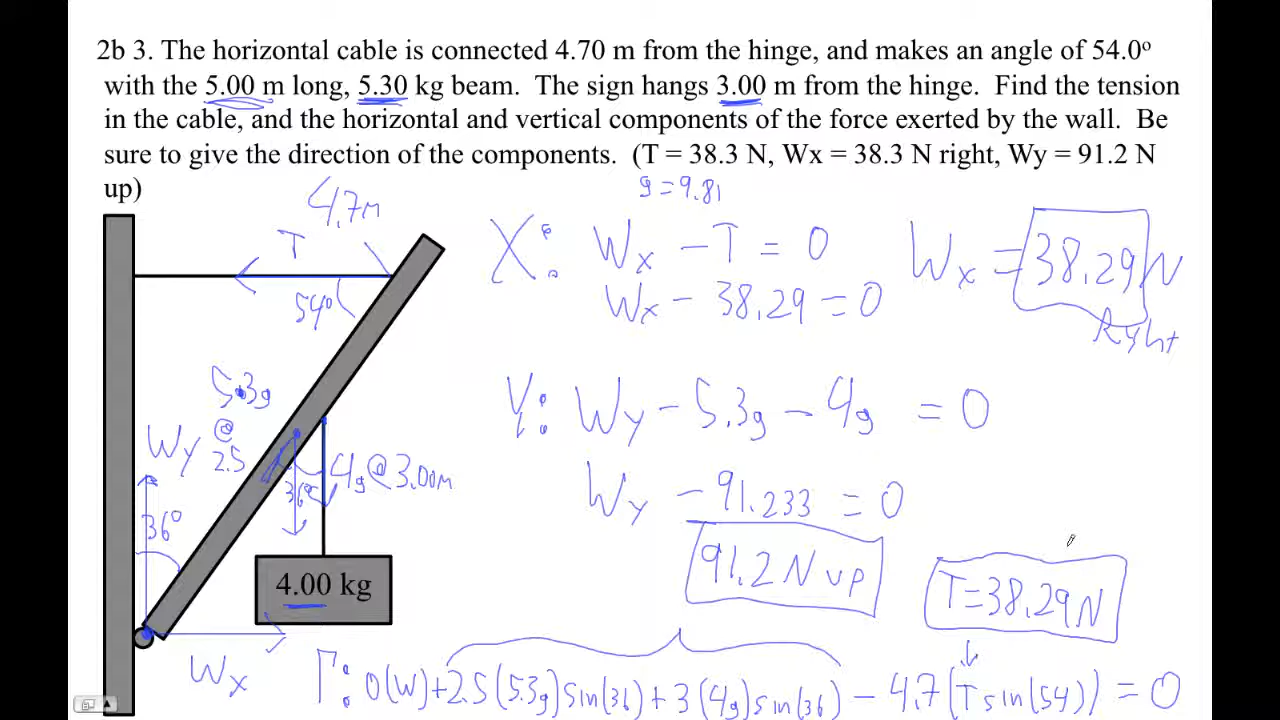 2b 3. The horizontal cable is connected 4.70 m from the hinge, and makes an angle of 54.0º
with the 5.00 m long, 5.30 kg beam. The sign hangs 3.00 m from the hinge. Find the tension
in the cable, and the horizontal and vertical components of the force exerted by the wall. Be
sure to give the direction of the components. (T = 38.3 N, Wx = 38.3 N right, Wy = 91.2 N
up)
g = 9.81
4.7m
T
54º
X: Wx - T = 0
Wx = 38.29 N
Wx - 38.29 = 0
Right
5.3g
@
2.5
Wy
Y: Wy - 5.3g - 4g = 0
4g @ 3.00m
36º
36º
Wy - 91.233 = 0
91.2 N up
T = 38.29 N
4.00 kg
Wx
Γ: 0(W) + 2.5(5.3g)sin(36) + 3(4g)sin(36) - 4.7(T sin(54)) = 0